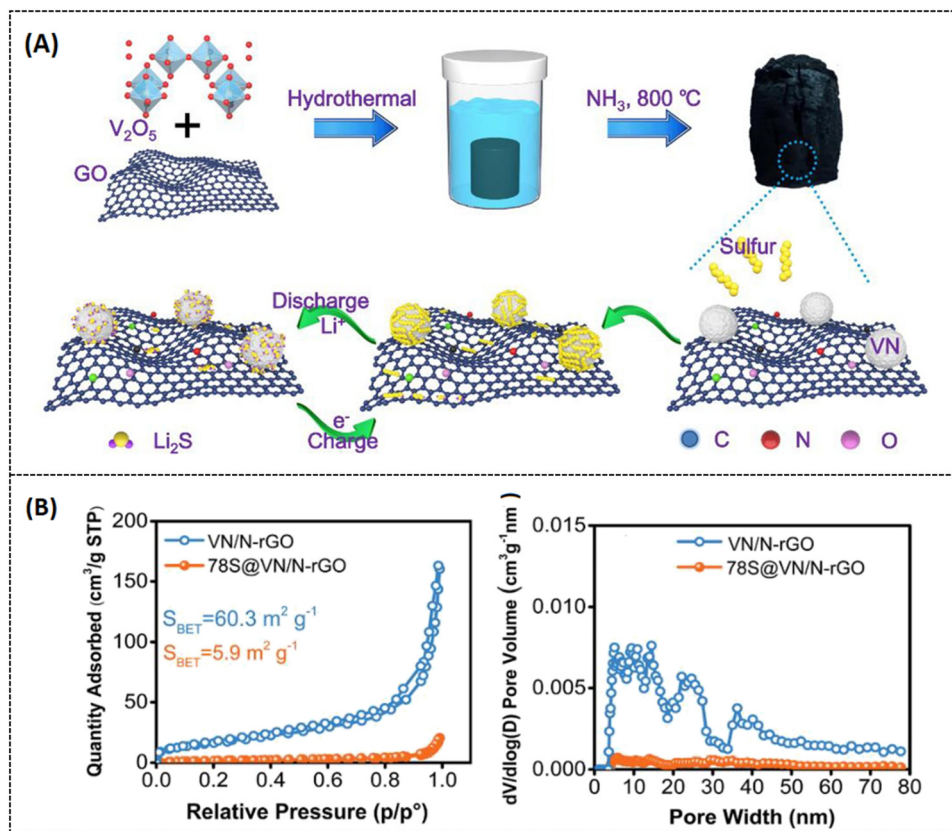 (A)
Hydrothermal
NH₃, 800 ℃
V₂O₅
+
GO
Sulfur
Discharge
Li⁺
VN
e⁻
Charge
Li₂S
C
N
O
(B)
200
150
100
50
0
Quantity Adsorbed (cm³/g STP)
VN/N-rGO
78S@VN/N-rGO
S_BET=60.3 m² g⁻¹
S_BET=5.9 m² g⁻¹
0.0 0.2 0.4 0.6 0.8 1.0
Relative Pressure (p/p°)
dV/dlog(D) Pore Volume (cm³g⁻¹nm⁻¹)
0.015
0.010
0.005
0.000
VN/N-rGO
78S@VN/N-rGO
0 10 20 30 40 50 60 70 80
Pore Width (nm)